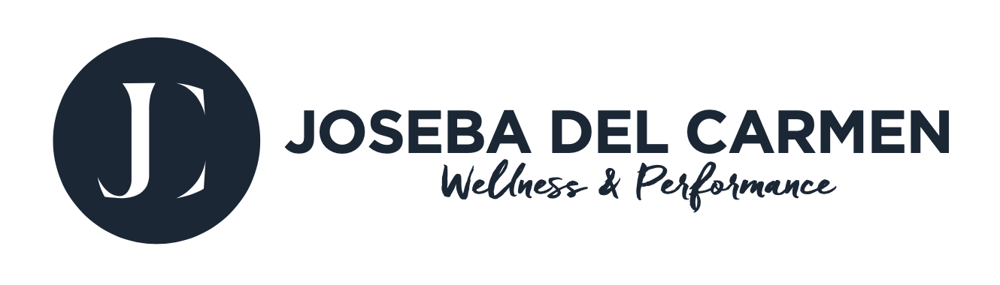 JC
JOSEBA DEL CARMEN
Wellness & Performance